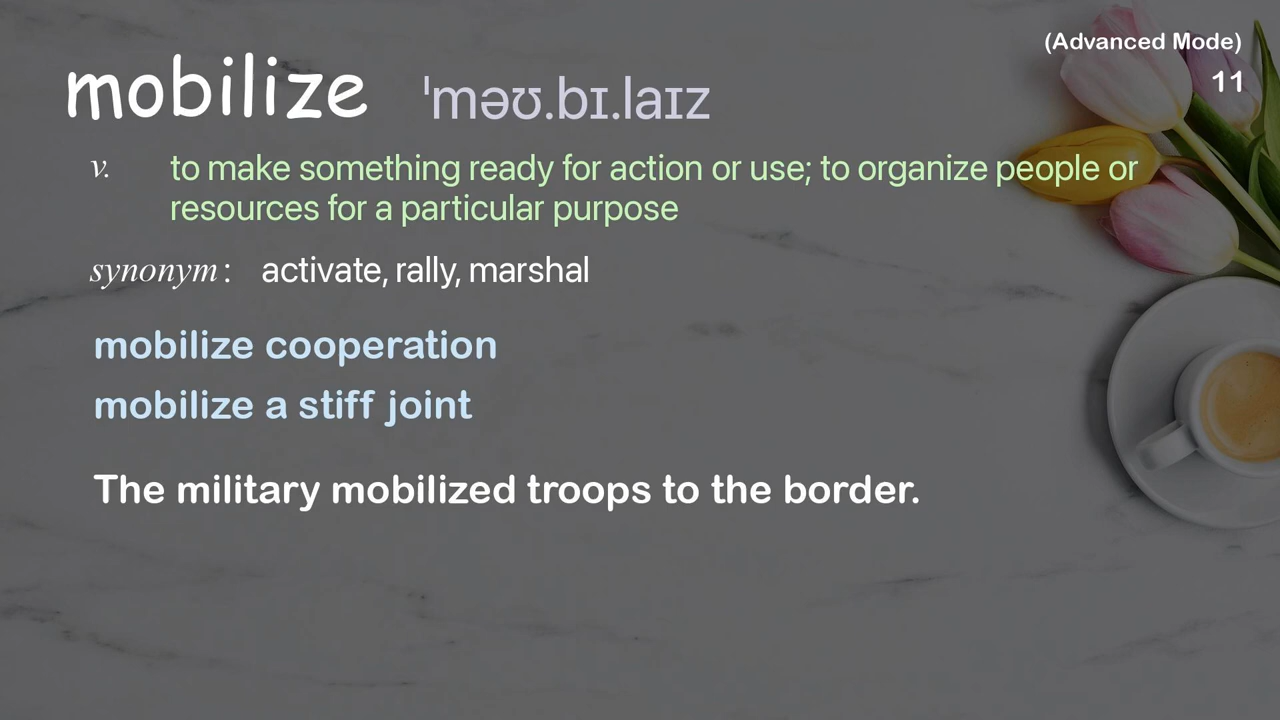 (Advanced Mode)
11
mobilize ˈməʊ.bɪ.laɪz
v. to make something ready for action or use; to organize people or
resources for a particular purpose
synonym: activate, rally, marshal
mobilize cooperation
mobilize a stiff joint
The military mobilized troops to the border.